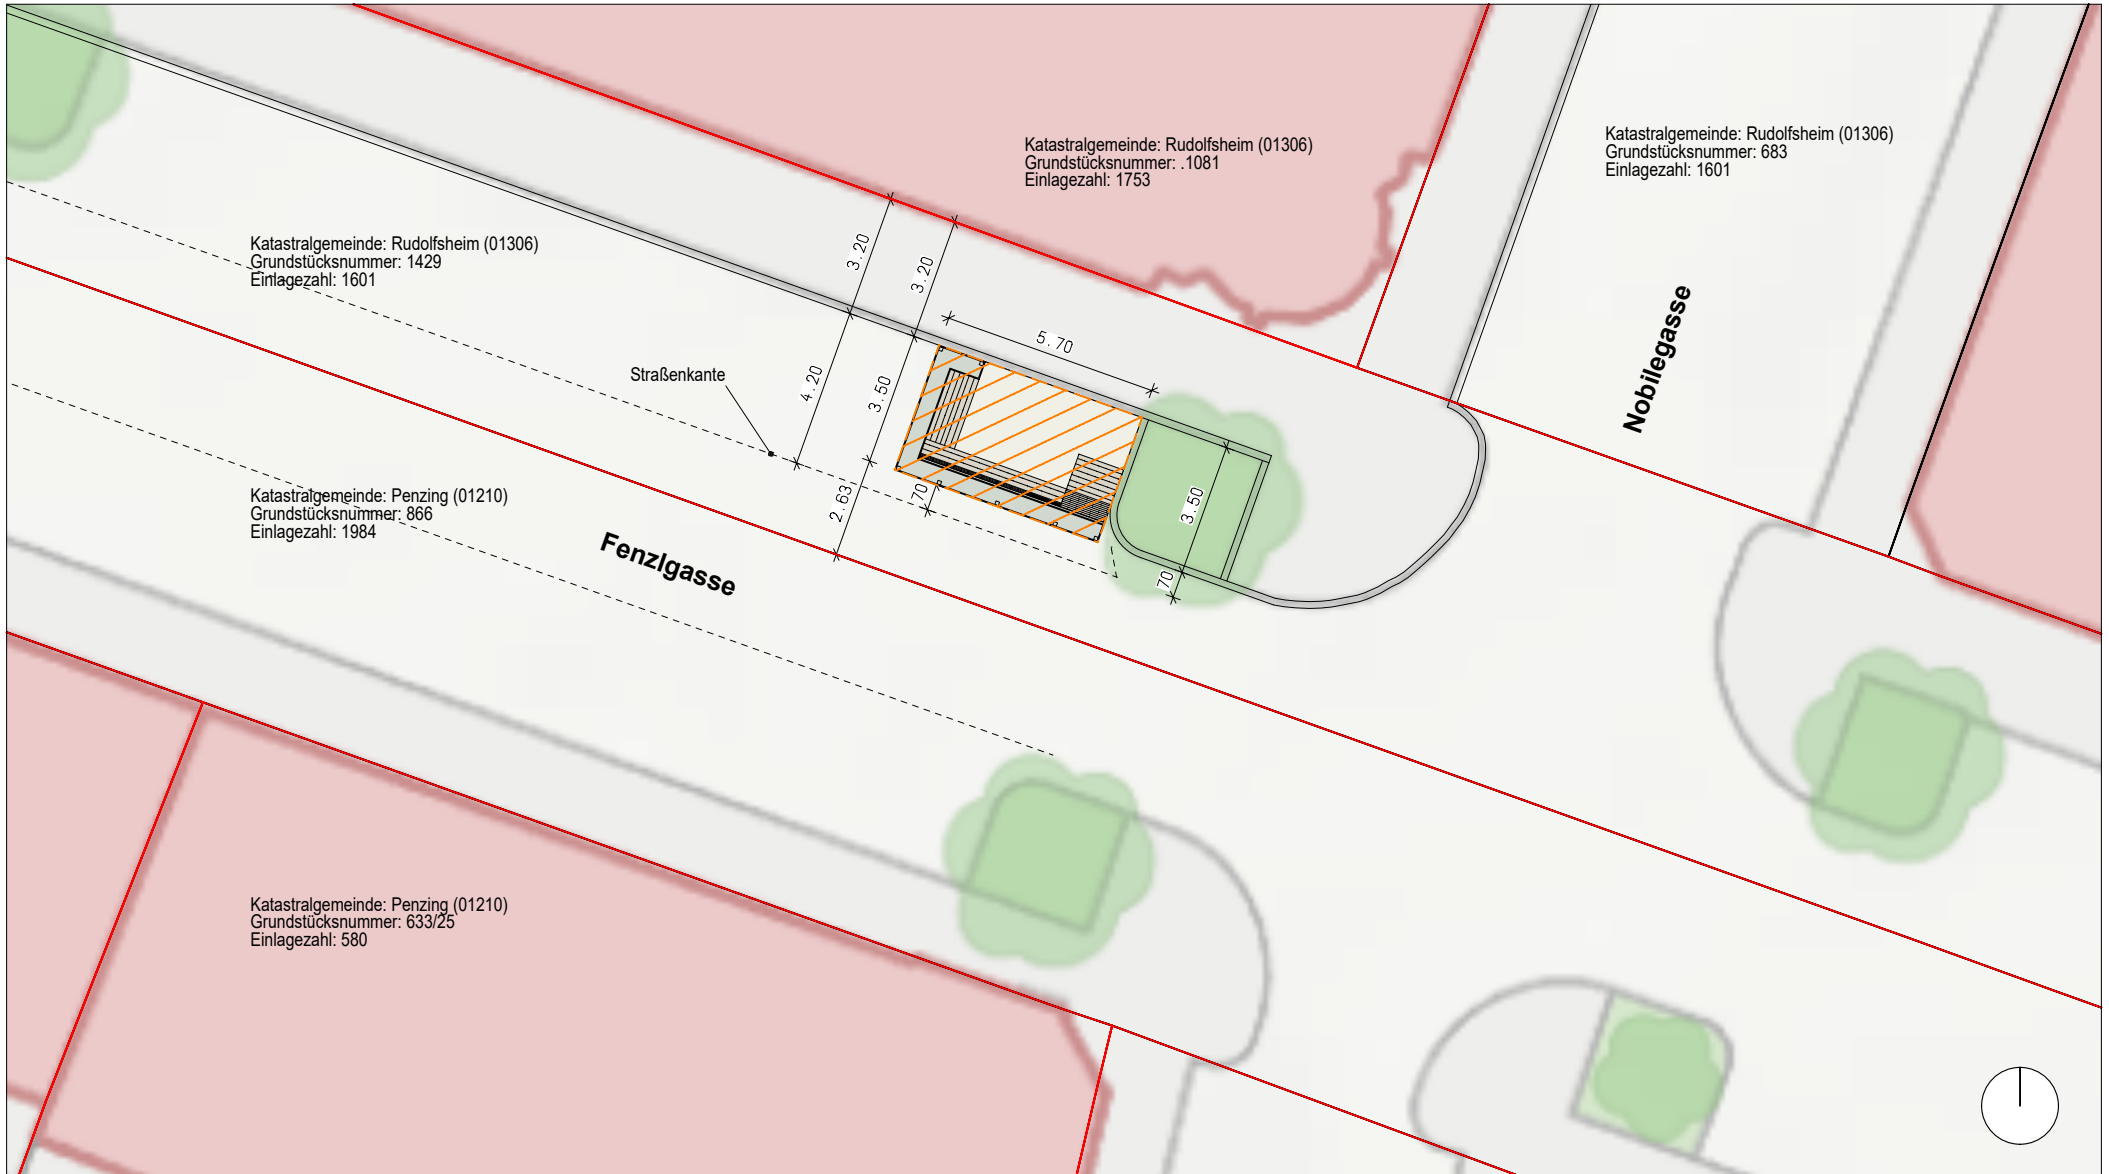 Katastralgemeinde: Rudolfsheim (01306)
Grundstücksnummer: .1081
Einlagezahl: 1753
Katastralgemeinde: Rudolfsheim (01306)
Grundstücksnummer: 683
Einlagezahl: 1601
Katastralgemeinde: Rudolfsheim (01306)
Grundstücksnummer: 1429
Einlagezahl: 1601
3.20
3.20
5.70
Nobilegasse
Straßenkante
4.20
3.50
2.63
70
3.50
70
Katastralgemeinde: Penzing (01210)
Grundstücksnummer: 866
Einlagezahl: 1984
Fenzlgasse
Katastralgemeinde: Penzing (01210)
Grundstücksnummer: 633/25
Einlagezahl: 580